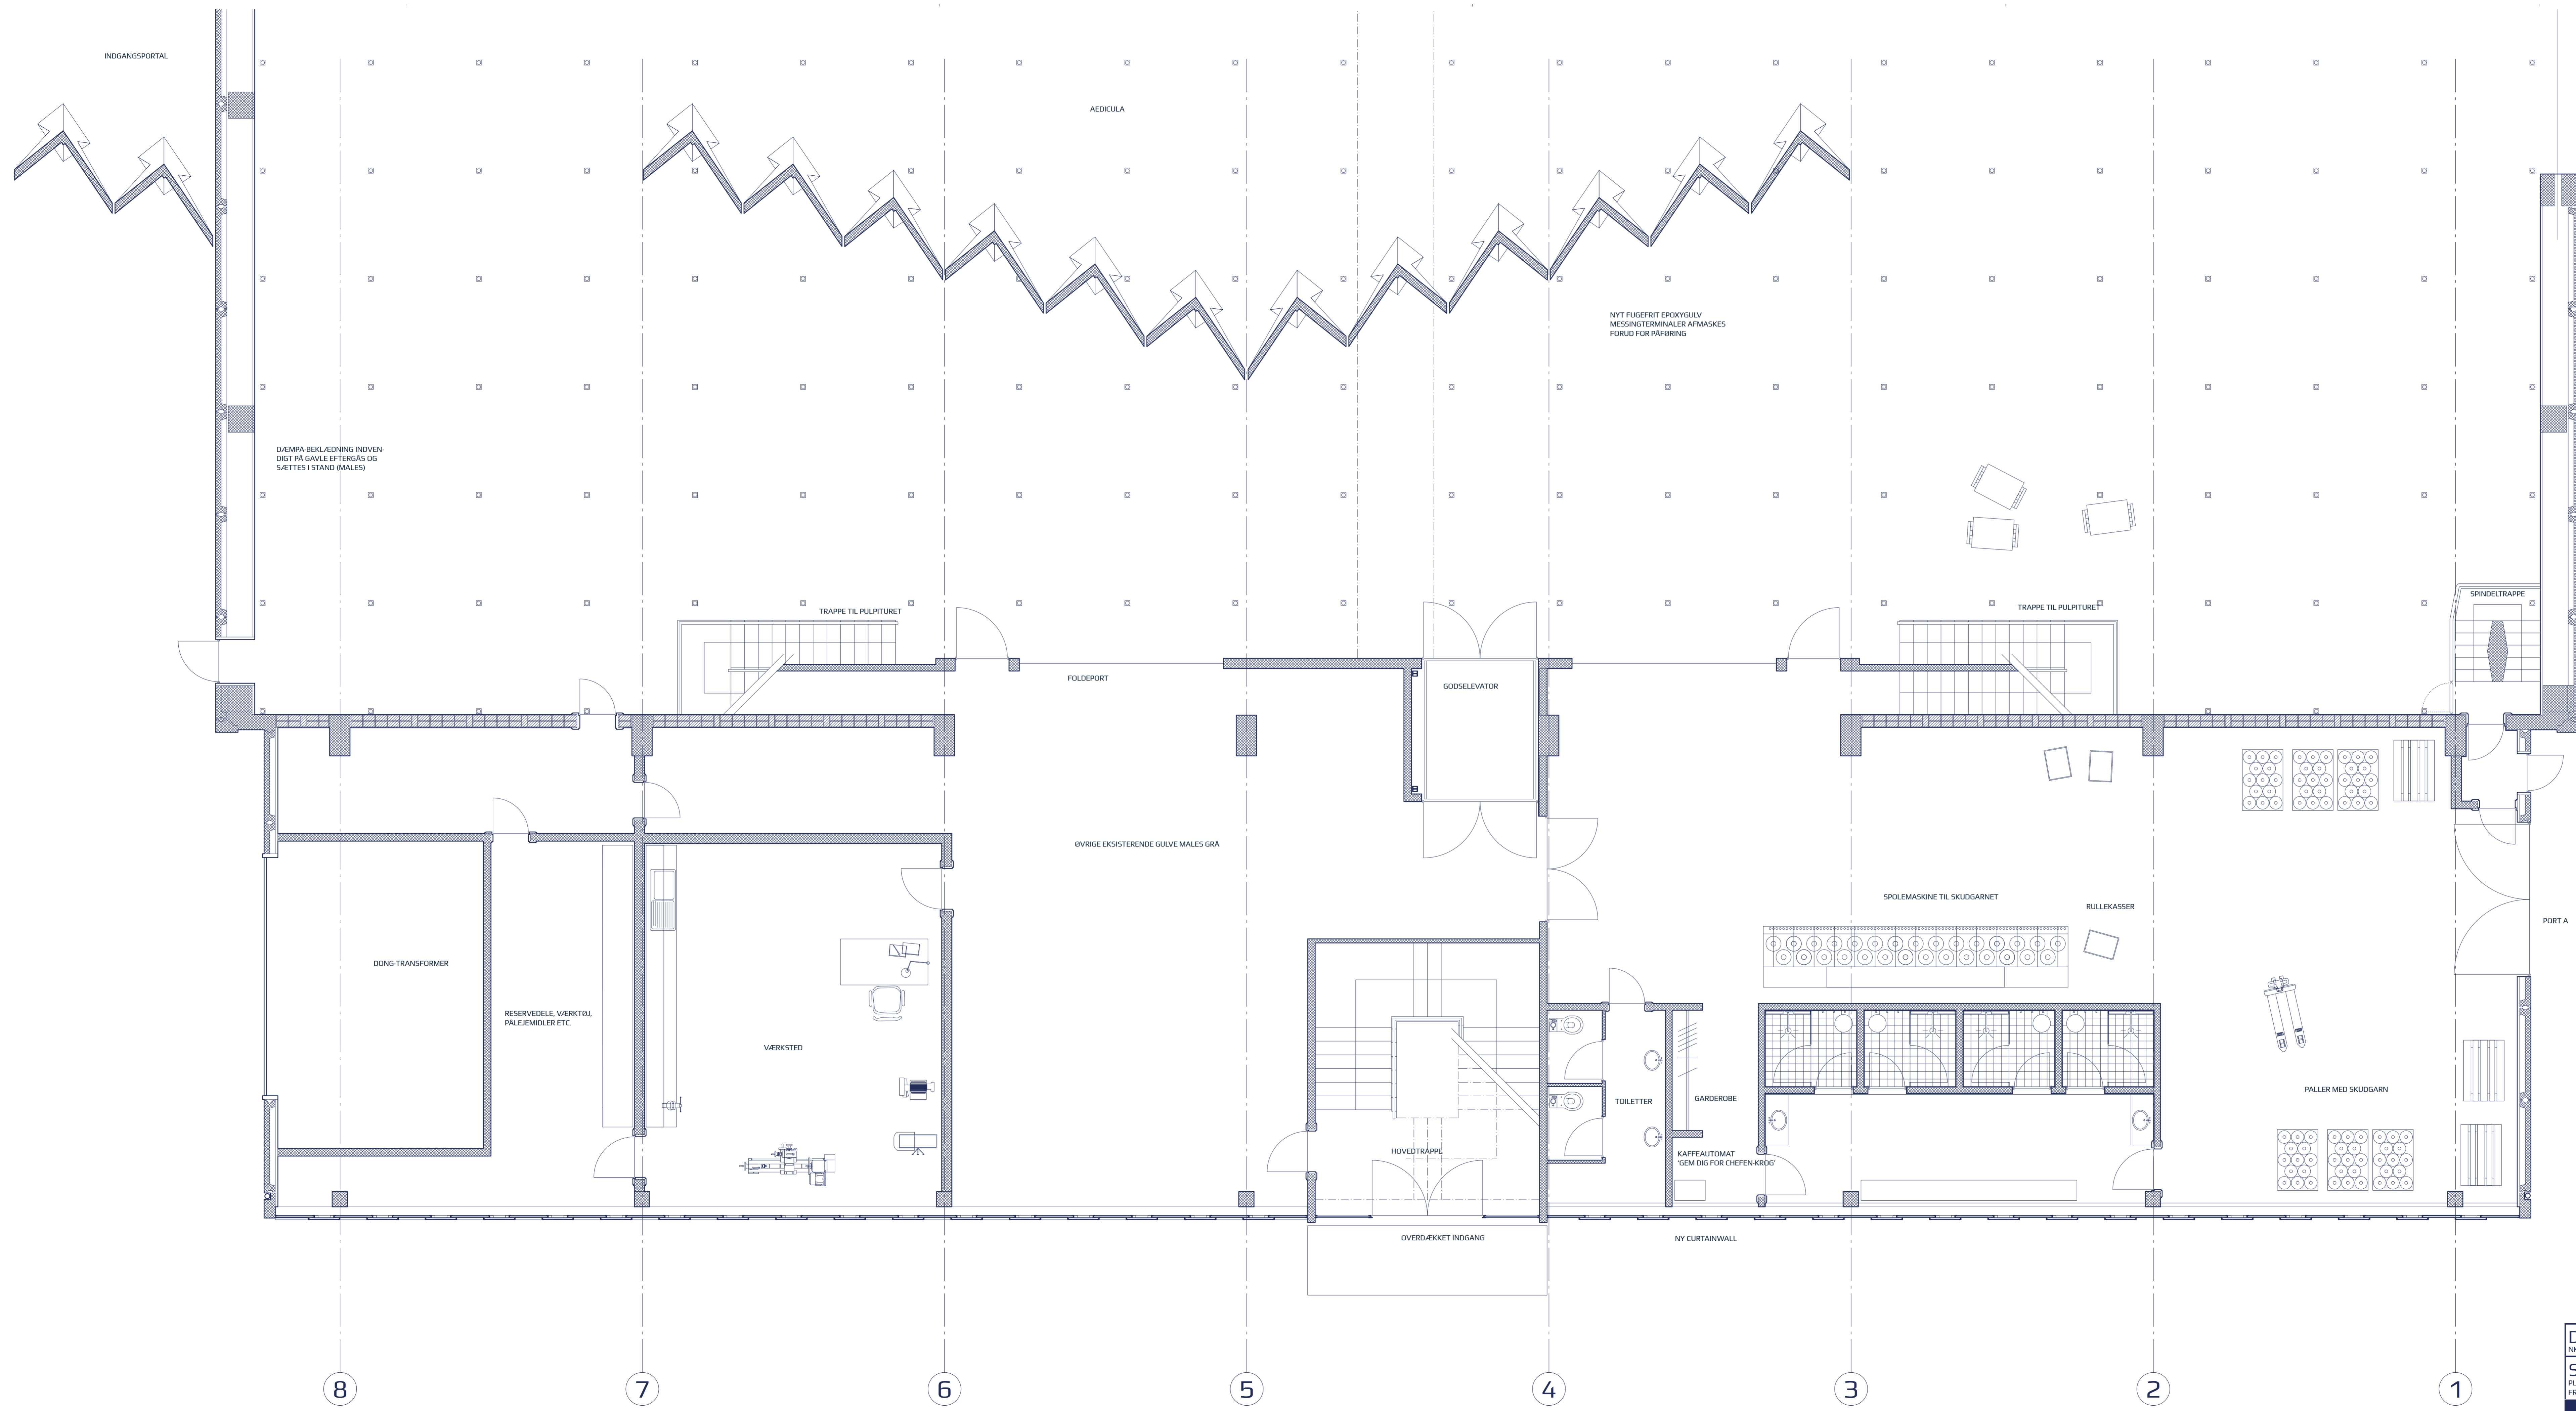 INDGANGSPORTAL
AEDICULA
NYT FUGEFRIT EPOXYGULV
MESSINGTERMINALER AFMASKES
FORUD FOR PÅFØRING
DÆMPA-BEKLÆDNING INDVEN-
DIGT PÅ GAVLE EFTERGÅS OG
SÆTTES I STAND (MALES)
TRAPPE TIL PULPITURET
TRAPPE TIL PULPITURET
SPINDELTRAPPE
FOLDEPORT
GODSELEVATOR
ØVRIGE EKSISTERENDE GULVE MALES GRÅ
SPOLEMASKINE TIL SKUDGARNET
RULLEKASSER
PORT A
DONG-TRANSFORMER
RESERVEDELE, VÆRKTØJ,
PÅLEJEMIDLER ETC.
VÆRKSTED
PALLER MED SKUDGARN
TOILETTER
GARDEROBE
HOVEDTRAPPE
KAFFEAUTOMAT
'GEM DIG FOR CHEFEN-KROG'
OVERDÆKKET INDGANG
NY CURTAINWALL
8
7
6
5
4
3
2
1